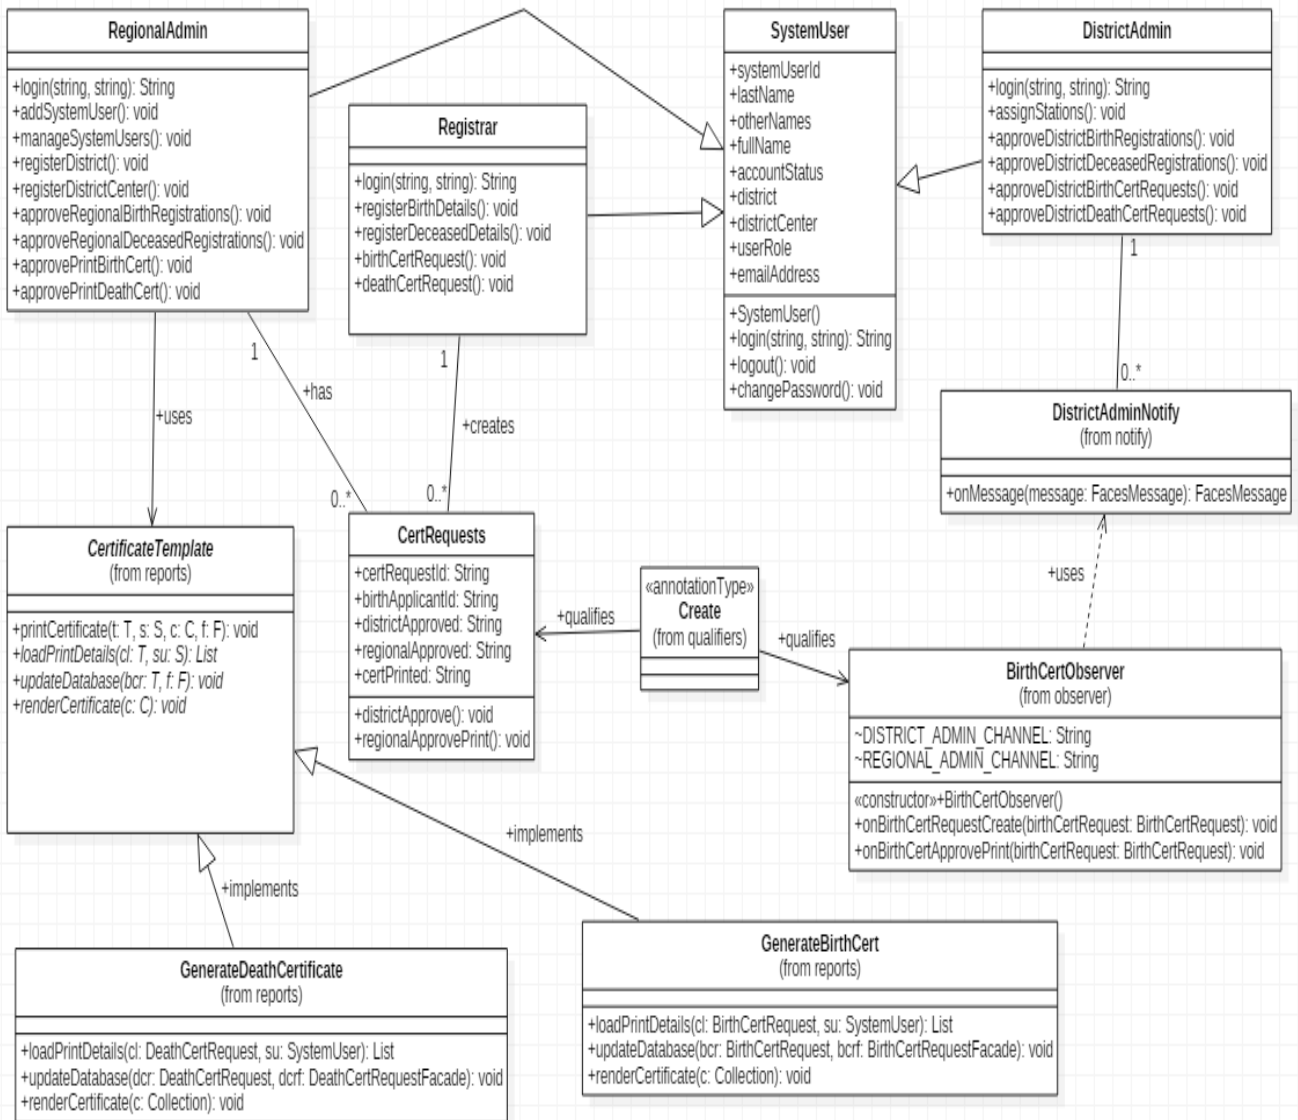 RegionalAdmin
+login(string, string): String
+addSystemUser(): void
+manageSystemUsers(): void
+registerDistrict(): void
+registerDistrictCenter(): void
+approveRegionalBirthRegistrations(): void
+approveRegionalDeceasedRegistrations(): void
+approvePrintBirthCert(): void
+approvePrintDeathCert(): void
Registrar
+login(string, string): String
+registerBirthDetails(): void
+registerDeceasedDetails(): void
+birthCertRequest(): void
+deathCertRequest(): void
SystemUser
+systemUserId
+lastName
+otherNames
+fullName
+accountStatus
+district
+districtCenter
+userRole
+emailAddress
+SystemUser()
+login(string, string): String
+logout(): void
+changePassword(): void
DistrictAdmin
+login(string, string): String
+assignStations(): void
+approveDistrictBirthRegistrations(): void
+approveDistrictDeceasedRegistrations(): void
+approveDistrictBirthCertRequests(): void
+approveDistrictDeathCertRequests(): void
1
0..*
1
+has
0..*
1
+creates
0..*
+uses
DistrictAdminNotify
(from notify)
+onMessage(message: FacesMessage): FacesMessage
CertificateTemplate
(from reports)
+printCertificate(t: T, s: S, c: C, f: F): void
+loadPrintDetails(cl: T, su: S): List
+updateDatabase(bcr: T, f: F): void
+renderCertificate(c: C): void
CertRequests
+certRequestId: String
+birthApplicantId: String
+districtApproved: String
+regionalApproved: String
+certPrinted: String
+districtApprove(): void
+regionalApprovePrint(): void
+qualifies
«annotationType»
Create
(from qualifiers)
+qualifies
+uses
BirthCertObserver
(from observer)
~DISTRICT_ADMIN_CHANNEL: String
~REGIONAL_ADMIN_CHANNEL: String
«constructor»+BirthCertObserver()
+onBirthCertRequestCreate(birthCertRequest: BirthCertRequest): void
+onBirthCertApprovePrint(birthCertRequest: BirthCertRequest): void
+implements
+implements
GenerateDeathCertificate
(from reports)
+loadPrintDetails(cl: DeathCertRequest, su: SystemUser): List
+updateDatabase(dcr: DeathCertRequest, dcrf: DeathCertRequestFacade): void
+renderCertificate(c: Collection): void
GenerateBirthCert
(from reports)
+loadPrintDetails(cl: BirthCertRequest, su: SystemUser): List
+updateDatabase(bcr: BirthCertRequest, bcrf: BirthCertRequestFacade): void
+renderCertificate(c: Collection): void